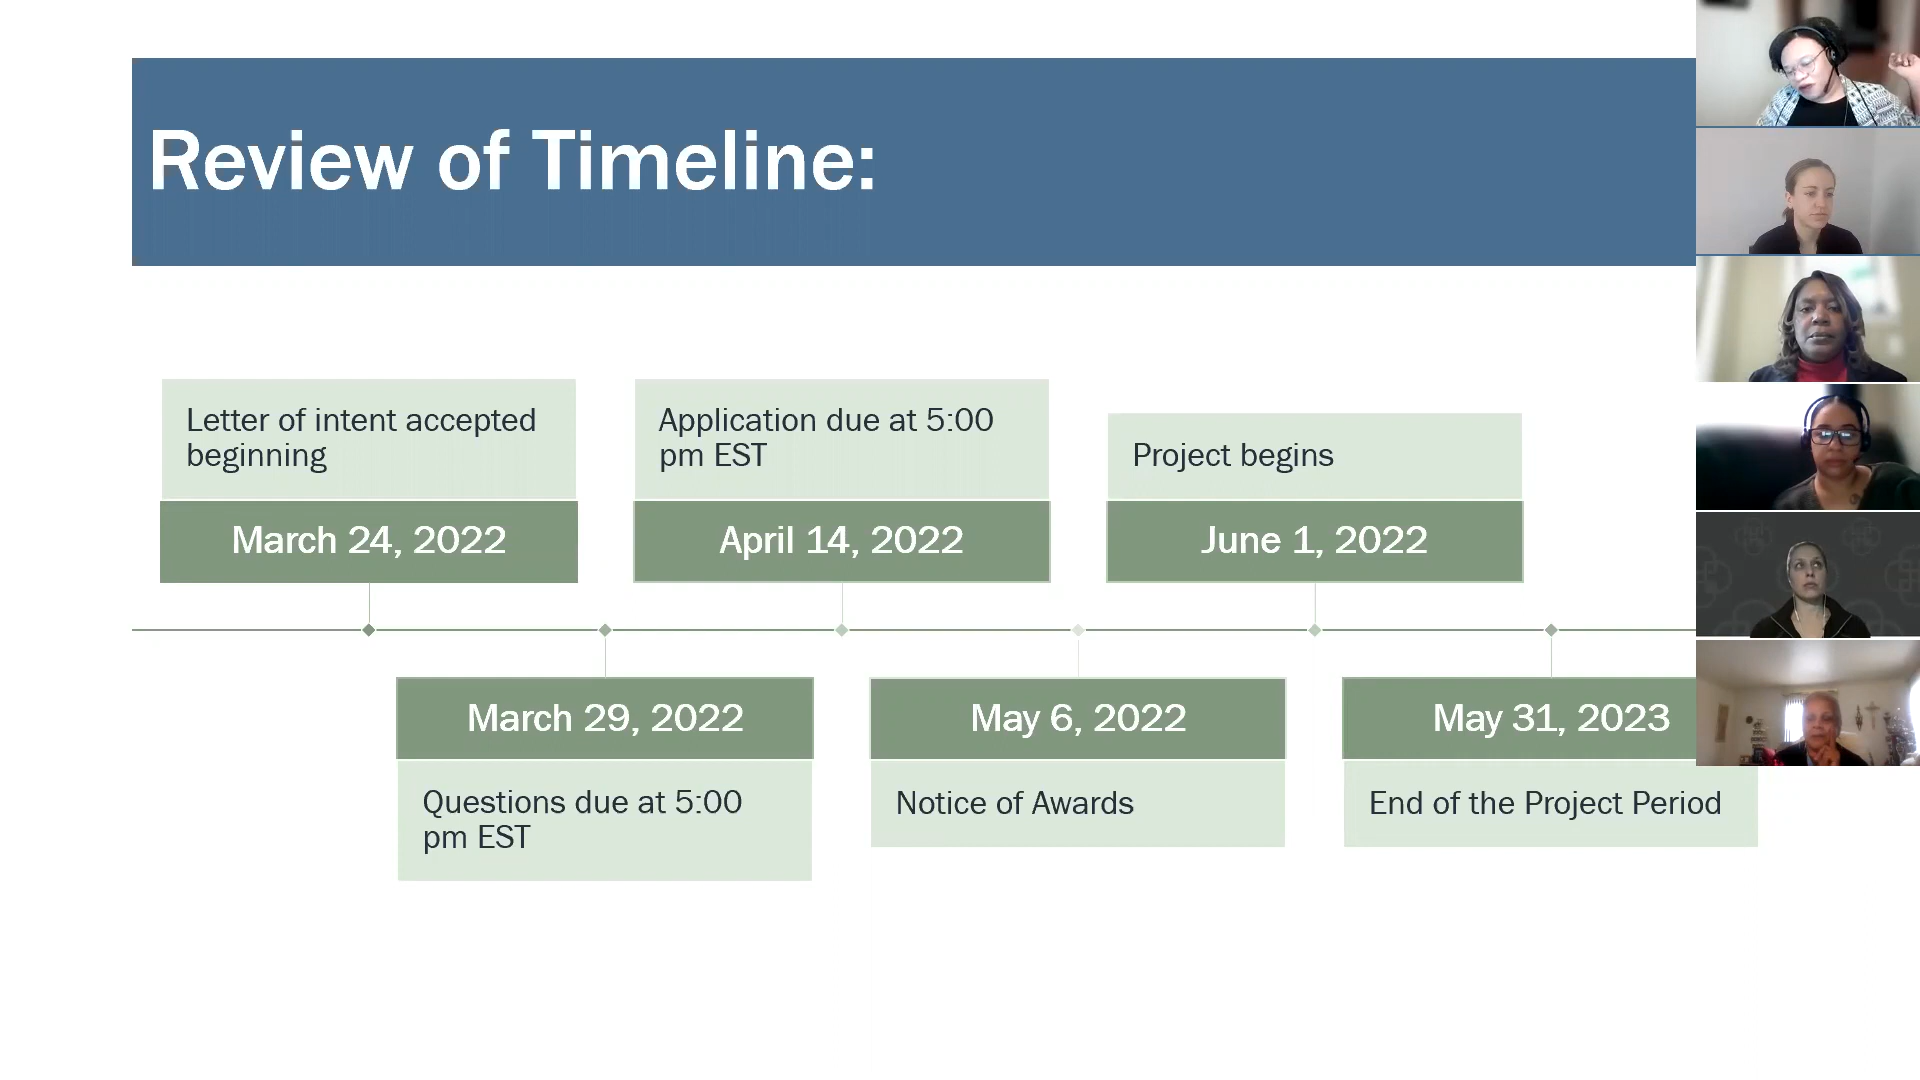 Review of Timeline:
Letter of intent accepted
beginning
March 24, 2022
Application due at 5:00
pm EST
April 14, 2022
Project begins
June 1, 2022
March 29, 2022
Questions due at 5:00
pm EST
May 6, 2022
Notice of Awards
May 31, 2023
End of the Project Period